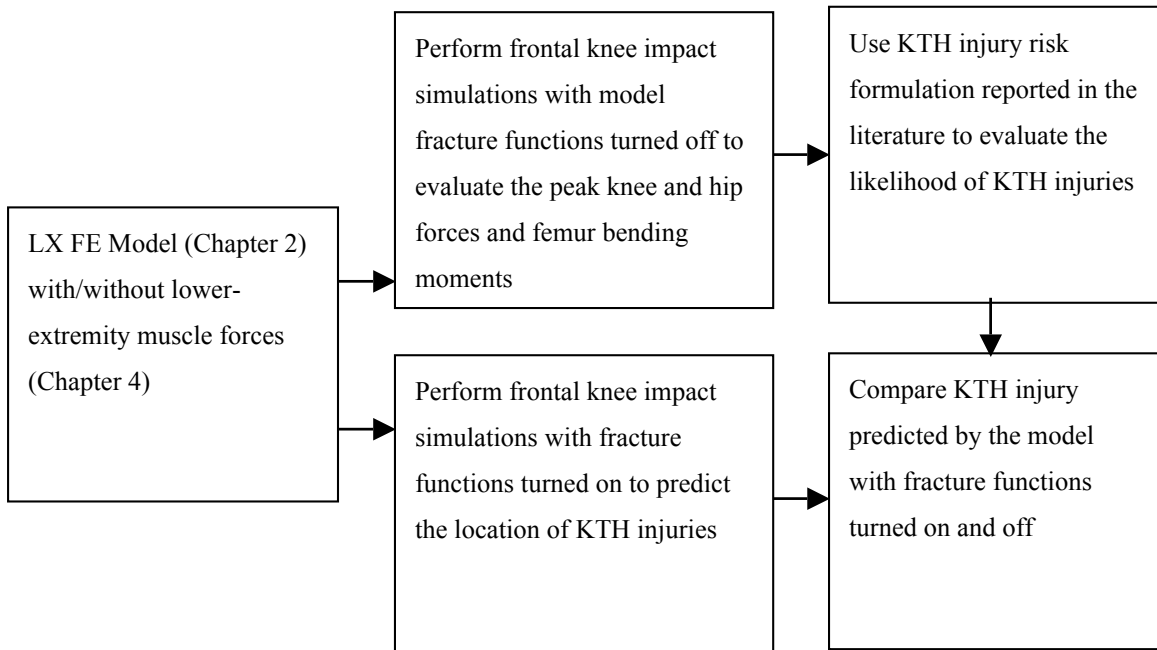 LX FE Model (Chapter 2)
with/without lower-
extremity muscle forces
(Chapter 4)
Perform frontal knee impact
simulations with model
fracture functions turned off to
evaluate the peak knee and hip
forces and femur bending
moments
Use KTH injury risk
formulation reported in the
literature to evaluate the
likelihood of KTH injuries
Perform frontal knee impact
simulations with fracture
functions turned on to predict
the location of KTH injuries
Compare KTH injury
predicted by the model
with fracture functions
turned on and off